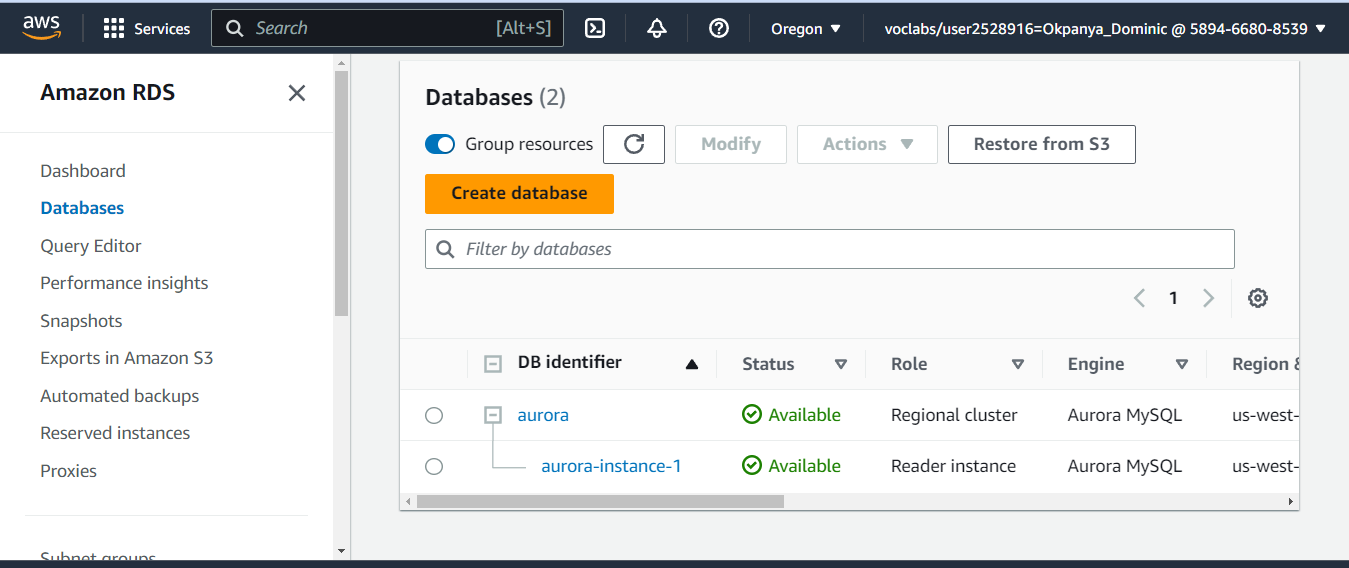 aws
Services
Search [Alt+S]
Oregon
voclabs/user2528916=Okpanya_Dominic @ 5894-6680-8539
Amazon RDS
Dashboard
Databases
Query Editor
Performance insights
Snapshots
Exports in Amazon S3
Automated backups
Reserved instances
Proxies
Subnet groups
Databases (2)
Group resources
Modify
Actions
Restore from S3
Create database
Filter by databases
1
DB identifier Status Role Engine Region &
aurora Available Regional cluster Aurora MySQL us-west-
aurora-instance-1 Available Reader instance Aurora MySQL us-west-